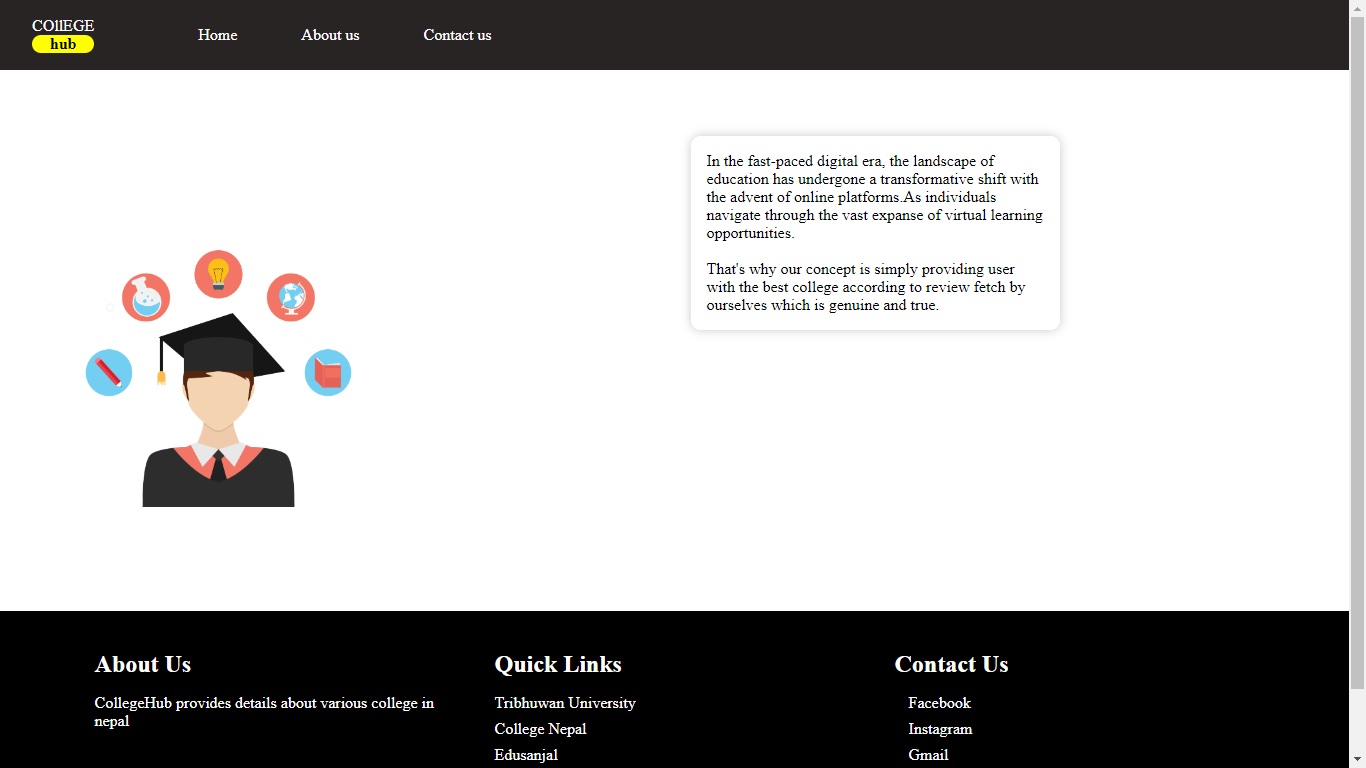 COllEGE
hub
Home
About us
Contact us
In the fast-paced digital era, the landscape of
education has undergone a transformative shift with
the advent of online platforms.As individuals
navigate through the vast expanse of virtual learning
opportunities.
That's why our concept is simply providing user
with the best college according to review fetch by
ourselves which is genuine and true.
About Us
CollegeHub provides details about various college in
nepal
Quick Links
Tribhuwan University
College Nepal
Edusanjal
Contact Us
Facebook
Instagram
Gmail